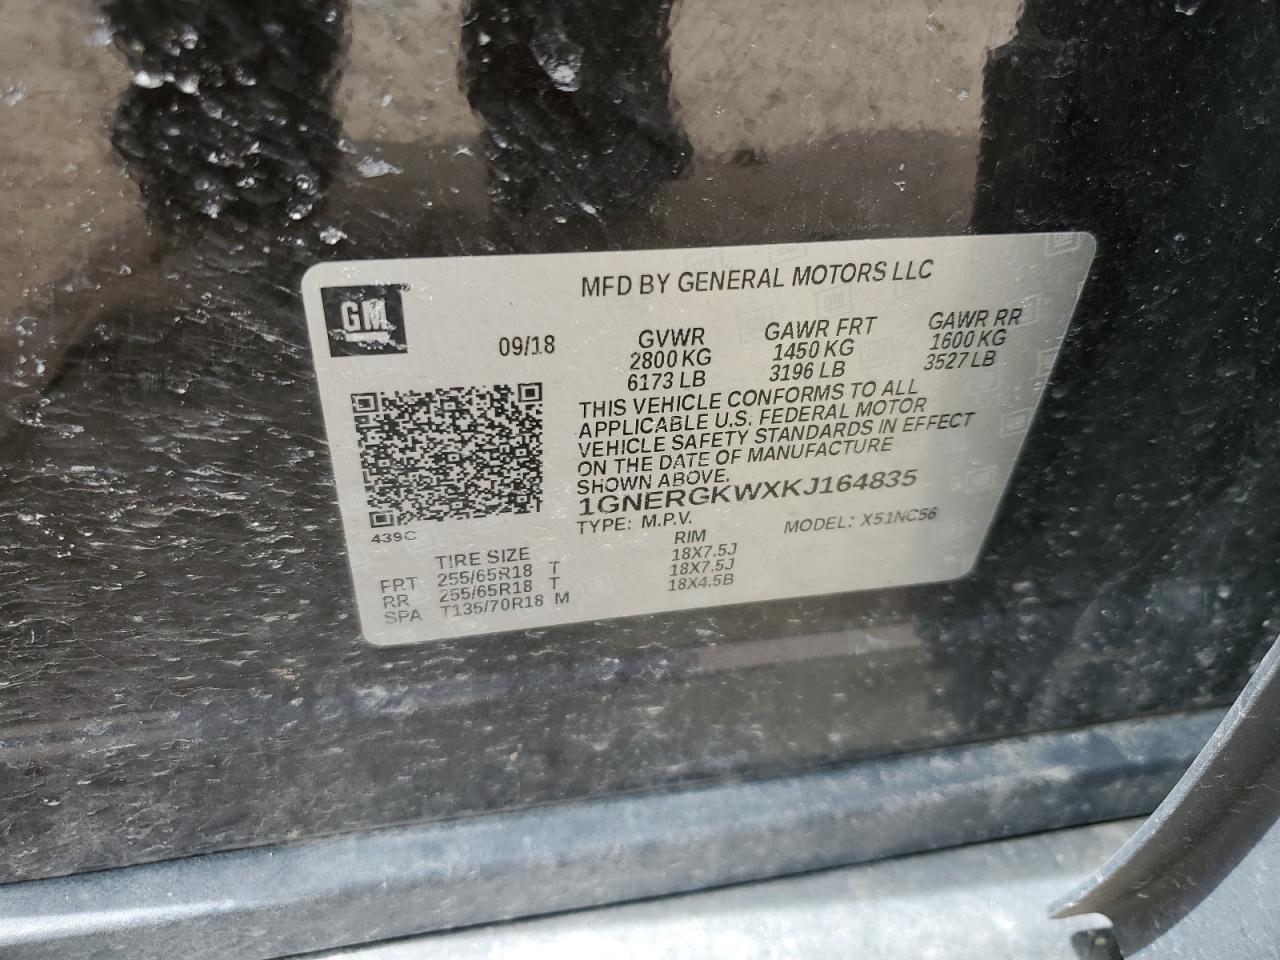 MFD BY GENERAL MOTORS LLC
GM
09/18
GVWR GAWR FRT GAWR RR
2800 KG 1450 KG 1600 KG
6173 LB 3196 LB 3527 LB
THIS VEHICLE CONFORMS TO ALL
APPLICABLE U.S. FEDERAL MOTOR
VEHICLE SAFETY STANDARDS IN EFFECT
ON THE DATE OF MANUFACTURE
SHOWN ABOVE.
1GNERGKWXKJ164835
TYPE: M.P.V. MODEL: X51NC56
439C
TIRE SIZE RIM
FRT 255/65R18 T 18X7.5J
RR 255/65R18 T 18X7.5J
SPA T135/70R18 M 18X4.5B